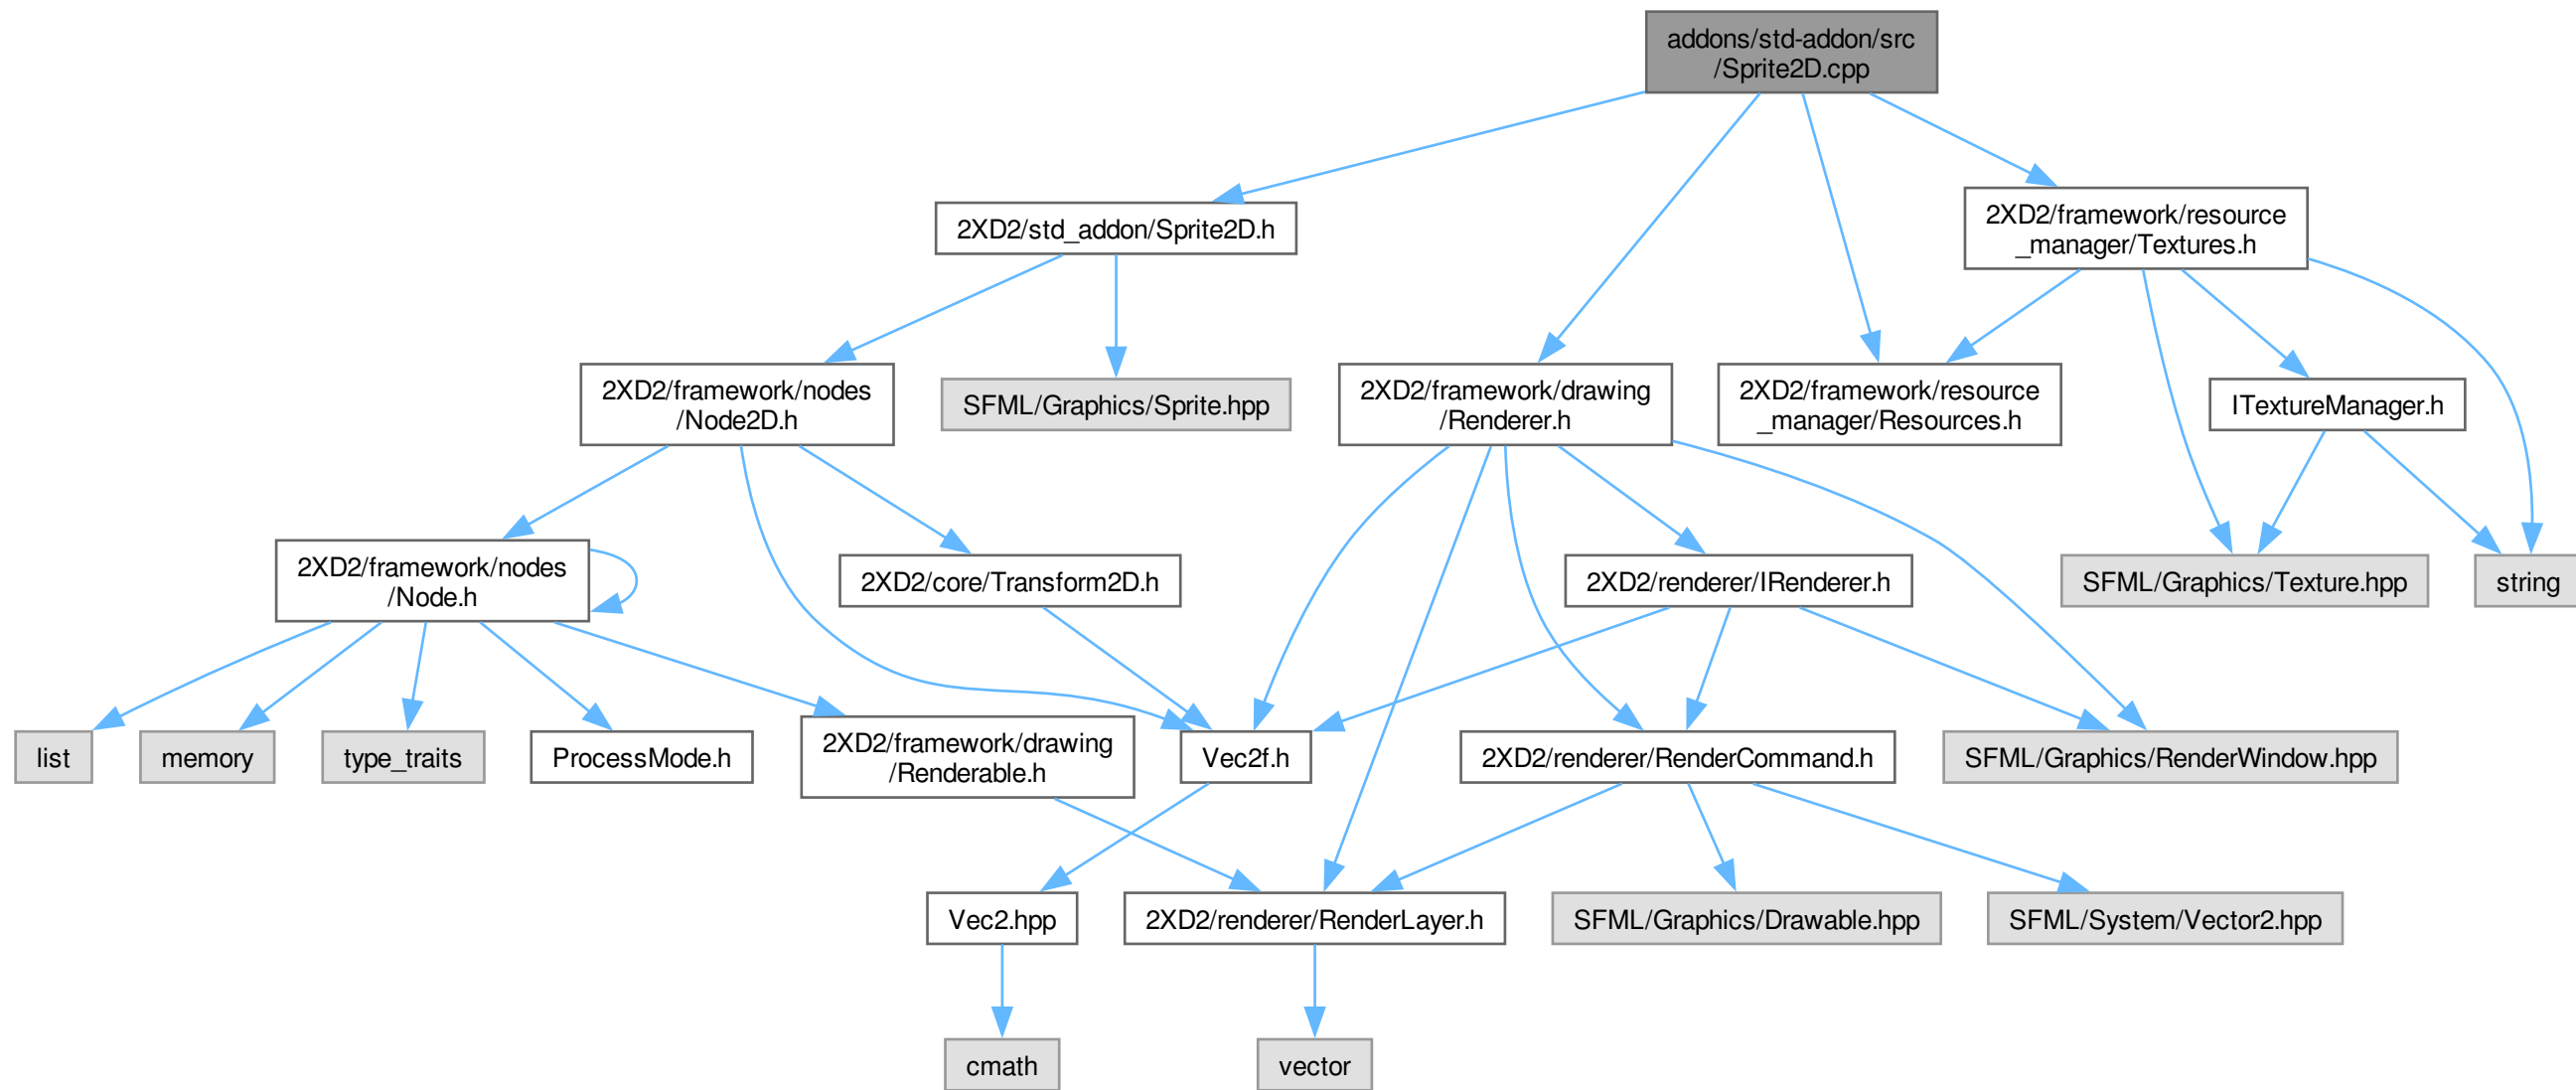 addons/std-addon/src
/Sprite2D.cpp
2XD2/framework/resource
_manager/Textures.h
2XD2/std_addon/Sprite2D.h
2XD2/framework/nodes
/Node2D.h
SFML/Graphics/Sprite.hpp
2XD2/framework/drawing
/Renderer.h
2XD2/framework/resource
_manager/Resources.h
ITextureManager.h
2XD2/framework/nodes
/Node.h
2XD2/core/Transform2D.h
2XD2/renderer/IRenderer.h
SFML/Graphics/Texture.hpp
string
list
memory
type_traits
ProcessMode.h
2XD2/framework/drawing
/Renderable.h
Vec2f.h
2XD2/renderer/RenderCommand.h
SFML/Graphics/RenderWindow.hpp
Vec2.hpp
2XD2/renderer/RenderLayer.h
SFML/Graphics/Drawable.hpp
SFML/System/Vector2.hpp
cmath
vector